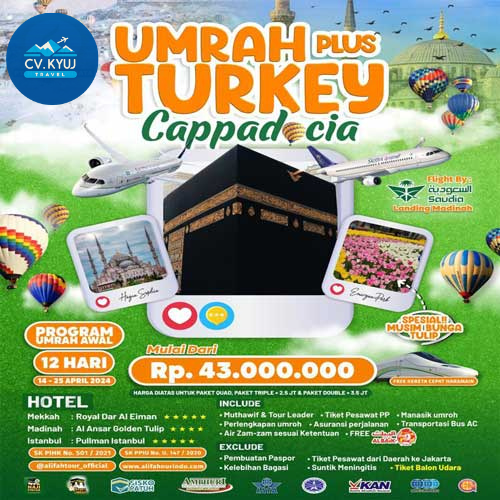 CV.KYUJ
TRAVEL
UMRAH PLUS
TURKEY
Cappadocia
Flight By:
السعودية
Saudia
Landing Madinah
Hagia Sophia
Emirgan Park
SPESIAL!!
MUSIM BUNGA
TULIP
PROGRAM
UMRAH AWAL
12 HARI
14 - 25 APRIL 2024
Mulai Dari
Rp. 43.000.000
HARGA DIATAS UNTUK PAKET QUAD, PAKET TRIPLE + 2.5 JT & PAKET DOUBLE + 3.5 JT
FREE KERETA CEPAT HARAMAIN
HOTEL
Mekkah : Royal Dar Al Eiman ★★★★★
Madinah : Al Ansar Golden Tulip ★★★★
Istanbul : Pullman Istanbul ★★★★★
SK PIHK No. 501 / 2021
SK PPIU No. U. 147 / 2020
@alifahtour_official
www.alifahtourindo.com
INCLUDE
• Muthawif & Tour Leader
• Tiket Pesawat PP
• Manasik umroh
• Perlengkapan umroh
• Asuransi perjalanan
• Transportasi Bus AC
• Air Zam-zam sesuai Ketentuan
• FREE
ALBAIK
EXCLUDE
• Pembuatan Paspor
• Tiket Pesawat dari Daerah ke Jakarta
• Kelebihan Bagasi
• Suntik Meningitis
• Tiket Balon Udara
SISKO
PATUH
AMPHURI
IATA